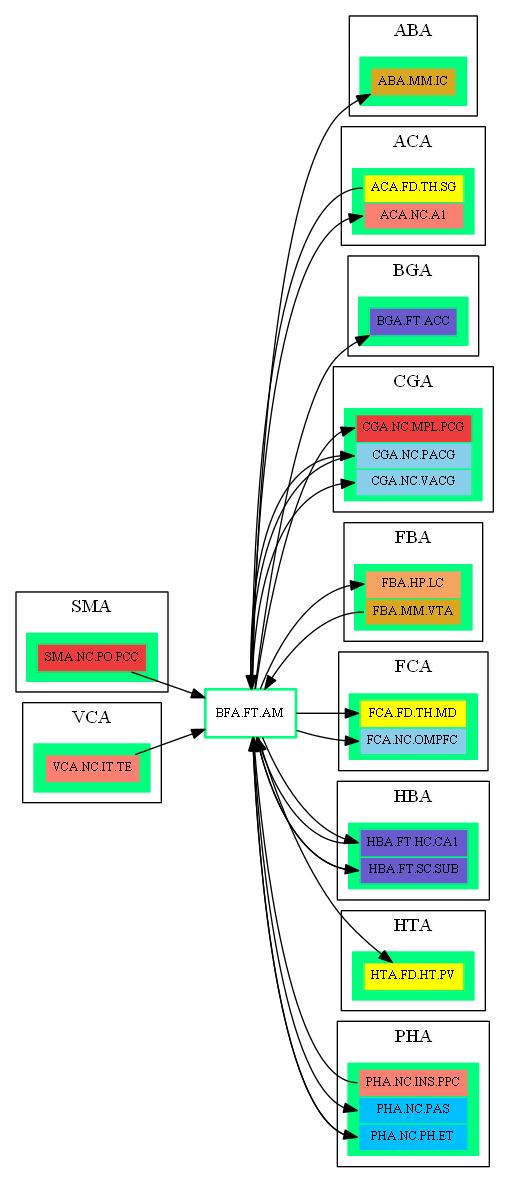 ABA
ABA.MM.IC
ACA
ACA.FD.TH.SG
ACA.NC.A1
BGA
BGA.FT.ACC
CGA
CGA.NC.MPL.PCG
CGA.NC.PACG
CGA.NC.VACG
FBA
FBA.HP.LC
FBA.MM.VTA
SMA
SMA.NC.PO.PCC
VCA
VCA.NC.IT.TE
BFA.FT.AM
FCA
FCA.FD.TH.MD
FCA.NC.OMPFC
HBA
HBA.FT.HC.CA1
HBA.FT.SC.SUB
HTA
HTA.FD.HT.PV
PHA
PHA.NC.INS.PPC
PHA.NC.PAS
PHA.NC.PH.ET